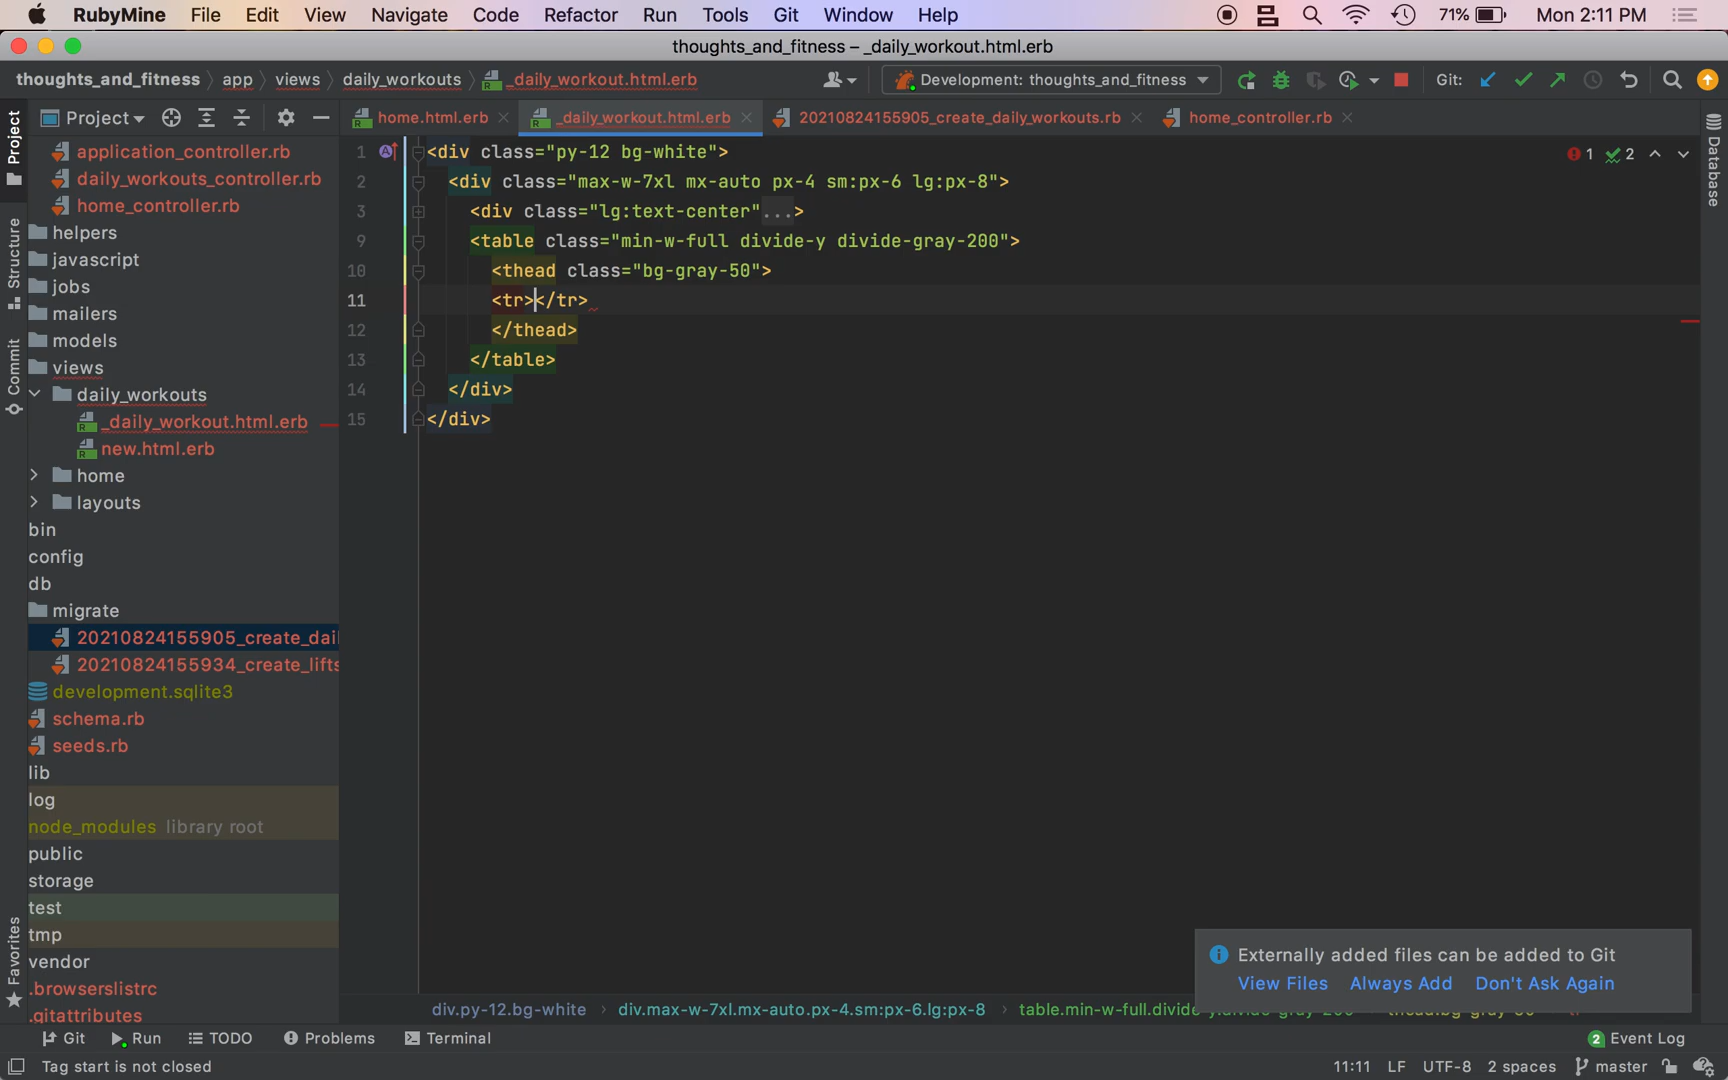 RubyMine File Edit View Navigate Code Refactor Run Tools Git Window Help 71% Mon 2:11 PM
thoughts_and_fitness – _daily_workout.html.erb
thoughts_and_fitness app views daily_workouts _daily_workout.html.erb Development: thoughts_and_fitness Git:
Project home.html.erb _daily_workout.html.erb 20210824155905_create_daily_workouts.rb home_controller.rb
Project
Structure
Commit
Favorites
Database
application_controller.rb
daily_workouts_controller.rb
home_controller.rb
helpers
javascript
jobs
mailers
models
views
daily_workouts
_daily_workout.html.erb
new.html.erb
home
layouts
bin
config
db
migrate
20210824155905_create_dail
20210824155934_create_lifts
development.sqlite3
schema.rb
seeds.rb
lib
log
node_modules library root
public
storage
test
tmp
vendor
.browserslistrc
.gitattributes
1 <div class="py-12 bg-white">
2 <div class="max-w-7xl mx-auto px-4 sm:px-6 lg:px-8">
3 <div class="lg:text-center"...>
9 <table class="min-w-full divide-y divide-gray-200">
10 <thead class="bg-gray-50">
11 <tr></tr>
12 </thead>
13 </table>
14 </div>
15 </div>
1 2
Externally added files can be added to Git
View Files Always Add Don't Ask Again
div.py-12.bg-white div.max-w-7xl.mx-auto.px-4.sm:px-6.lg:px-8
Git Run TODO Problems Terminal 2 Event Log
Tag start is not closed 11:11 LF UTF-8 2 spaces master